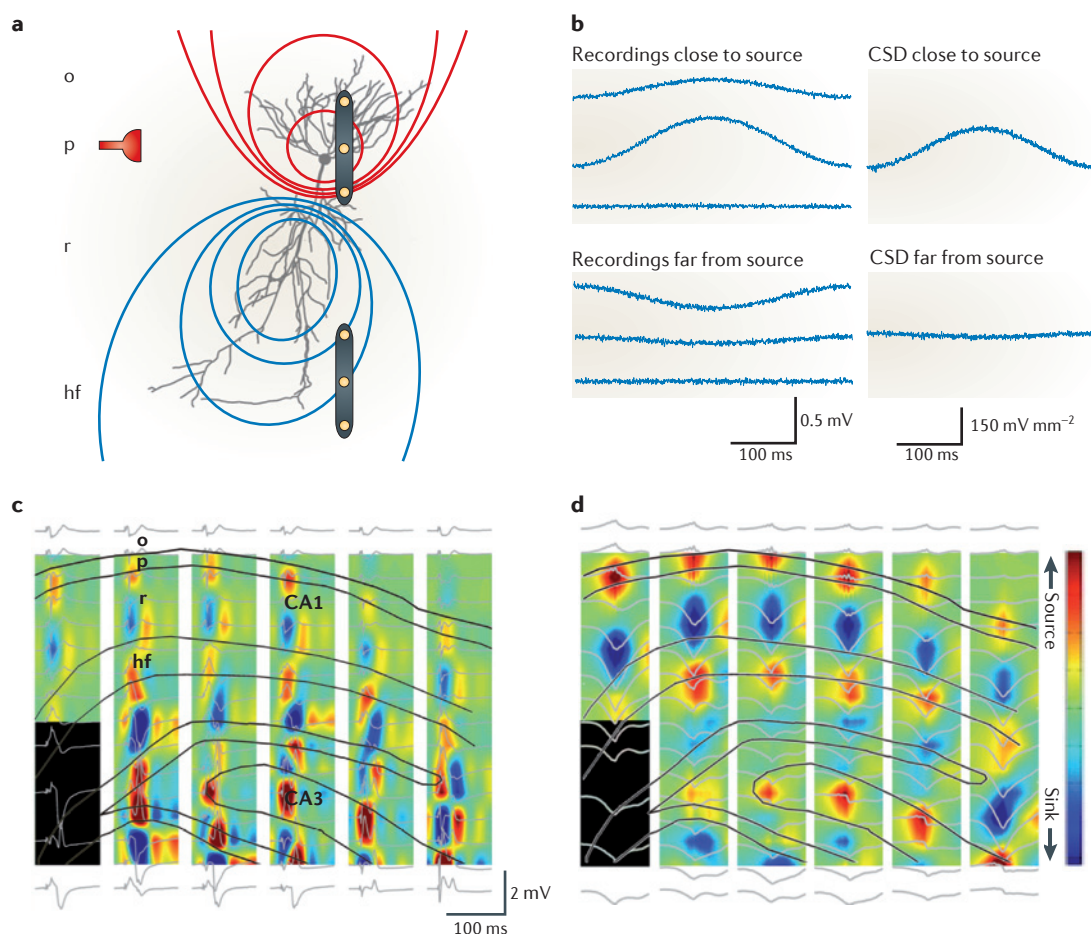 a
o
p
r
hf
b
Recordings close to source
CSD close to source
Recordings far from source
CSD far from source
0.5 mV
100 ms
150 mV mm⁻²
100 ms
c
o
p
r
CA1
hf
CA3
2 mV
100 ms
d
Source
Sink